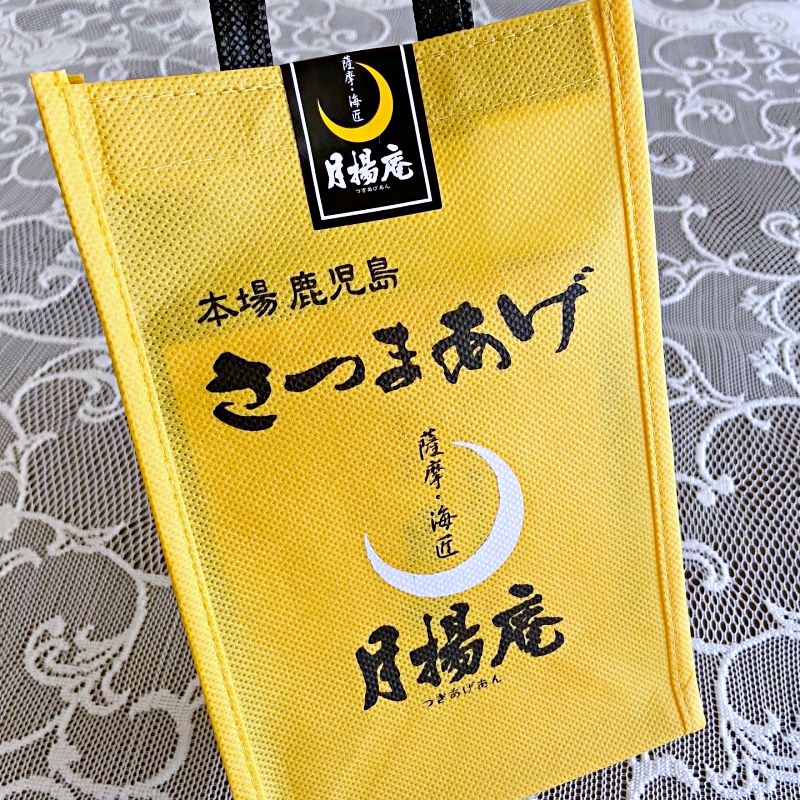 薩摩・海匠
月揚庵
つきあげあん
本場 鹿児島
さつまあげ
薩摩・海匠
月揚庵
つきあげあん